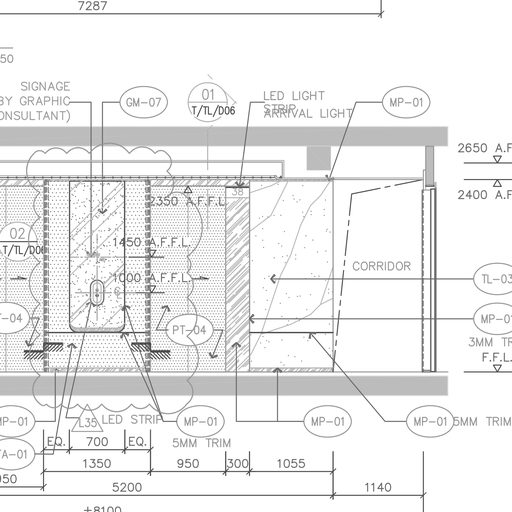 7287
50
SIGNAGE
BY GRAPHIC
ONSULTANT)
GM-07
01
T/TL/D06
LED LIGHT
STRIP
ARRIVAL LIGHT
MP-01
2650 A.F.F
2400 A.F
38
2350 A.F.F.L
02
T/TL/D0
1450 A.F.F.L.
1000 A.F.F.L.
CORRIDOR
TL-03
-04
PT-04
MP-01
3MM TR
F.F.L.
MP-01
L35
LED STRIP
MP-01
5MM TRIM
MP-01
MP-01
5MM TRIM
EQ.
700
EQ.
TA-01
950
1350
950
300
1055
5200
1140
±8100